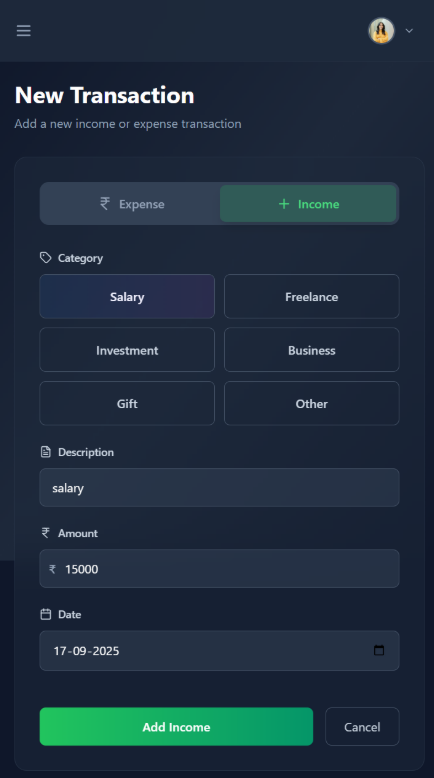 New Transaction
Add a new income or expense transaction
₹ Expense
+ Income
Category
Salary
Freelance
Investment
Business
Gift
Other
Description
salary
₹ Amount
₹ 15000
Date
17-09-2025
Add Income
Cancel